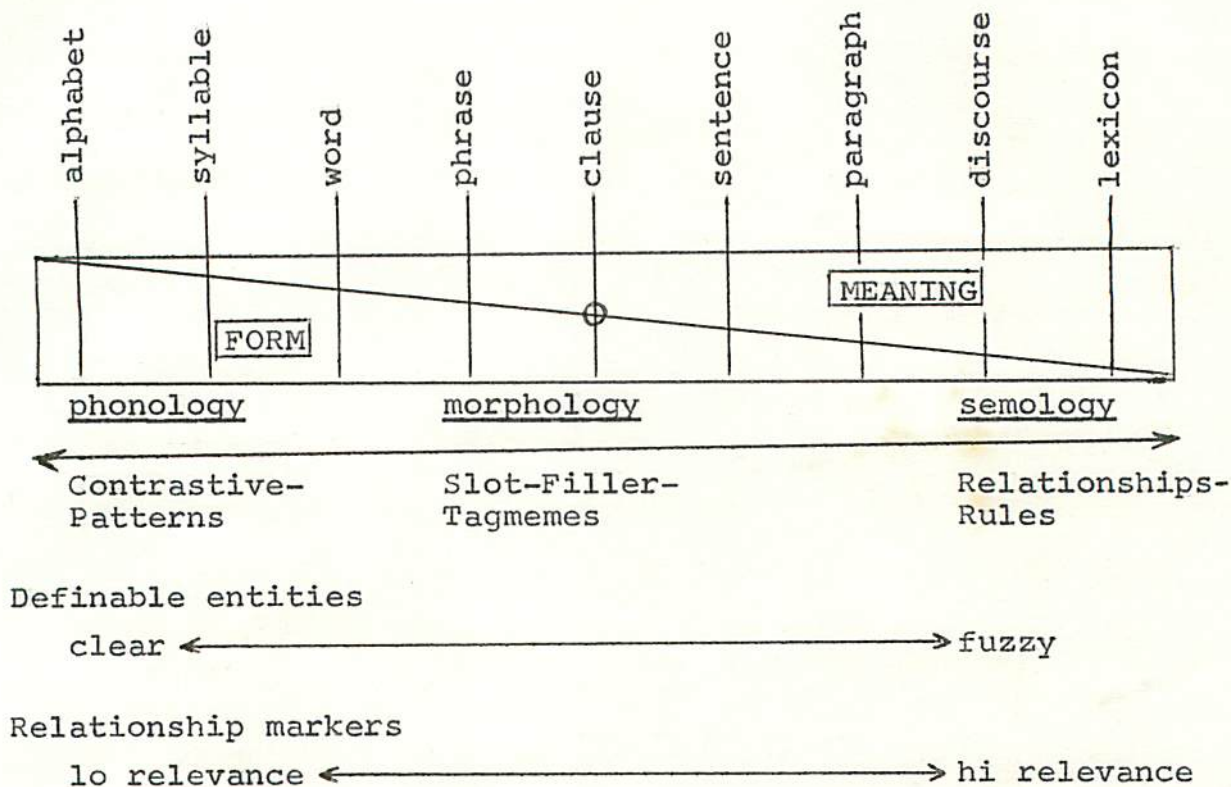 alphabet
syllable
word
phrase
clause
sentence
paragraph
discourse
lexicon
MEANING
FORM
phonology morphology semology
Contrastive- Slot-Filler- Relationships-
Patterns Tagmemes Rules
Definable entities
clear fuzzy
Relationship markers
lo relevance hi relevance